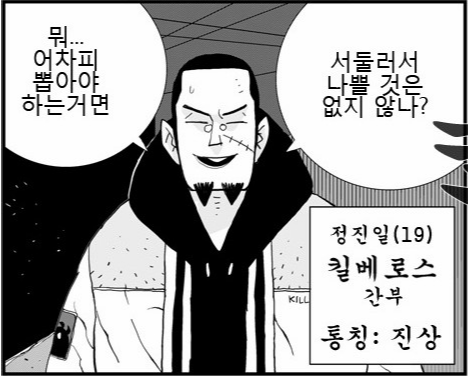 뭐...
어차피
뽑아야
하는거면
서둘러서
나쁠 것은
없지 않나?
KILL
정진일(19)
킬베로스
간부
통칭: 진상